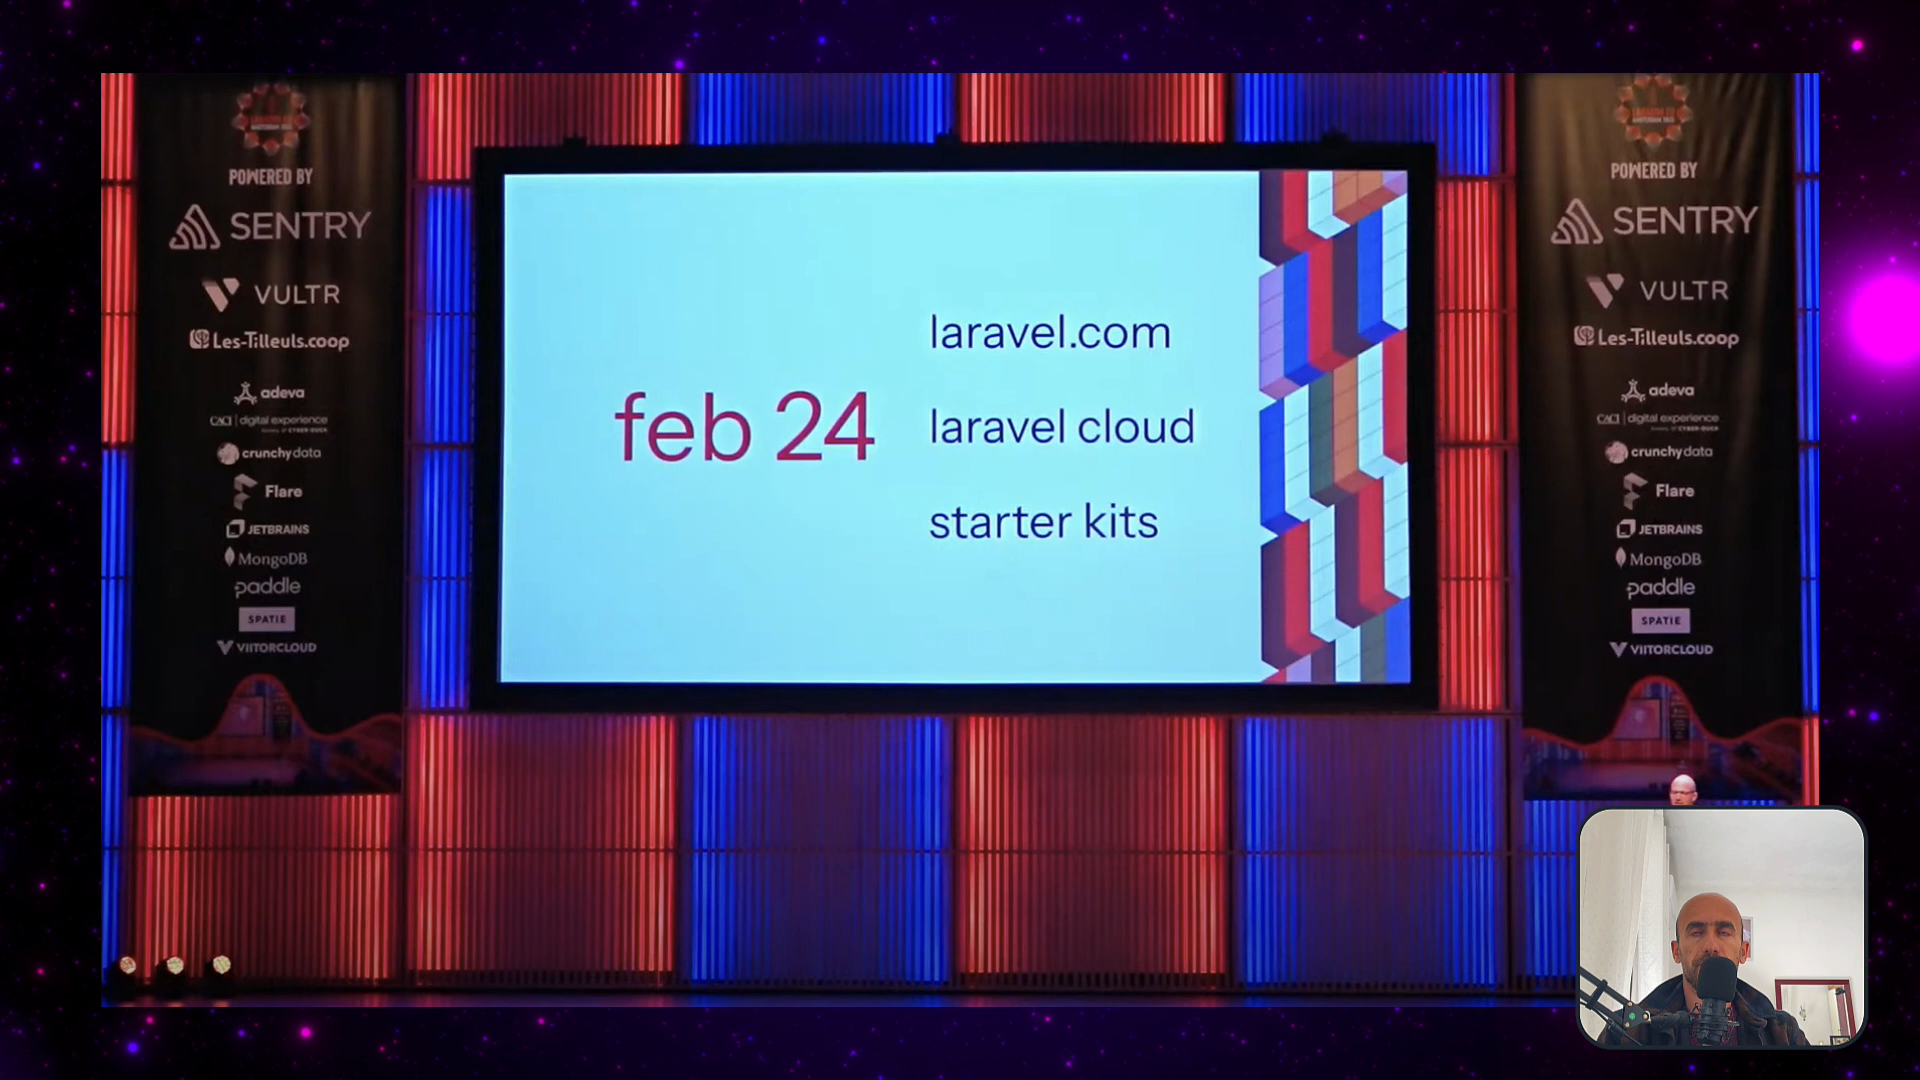 POWERED BY
SENTRY
VULTR
Les-Tilleuls.coop
adeva
CACI | digital experience
crunchydata
Flare
JETBRAINS
MongoDB
paddle
SPATIE
VIITORCLOUD
feb 24
laravel.com
laravel cloud
starter kits
POWERED BY
SENTRY
VULTR
Les-Tilleuls.coop
adeva
CACI | digital experience
crunchydata
Flare
JETBRAINS
MongoDB
paddle
SPATIE
VIITORCLOUD